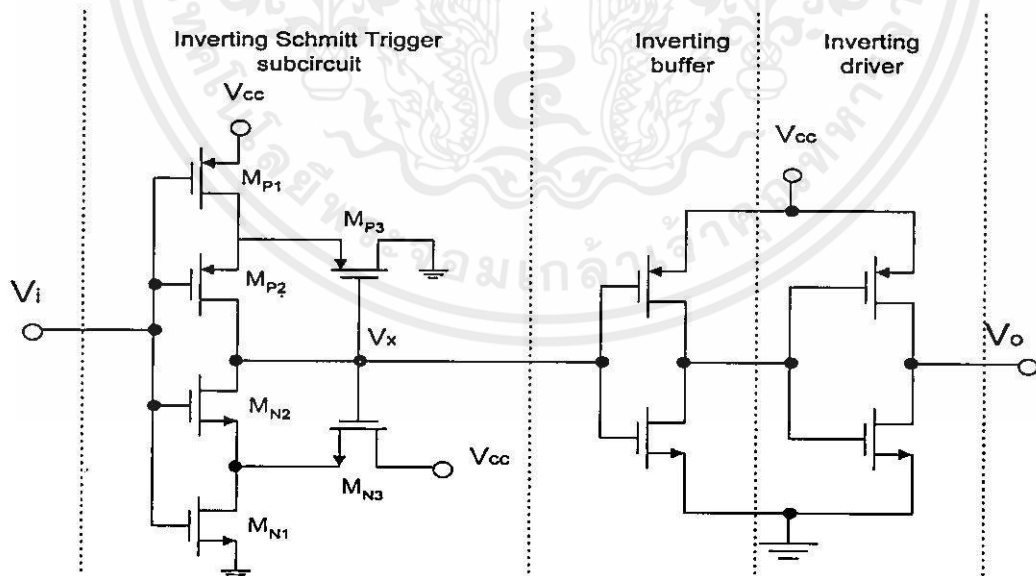 Inverting Schmitt Trigger
subcircuit
Inverting
buffer
Inverting
driver
Vcc
MP1
MP3
Vcc
MP2
Vi
Vx
Vo
MN2
Vcc
MN3
MN1